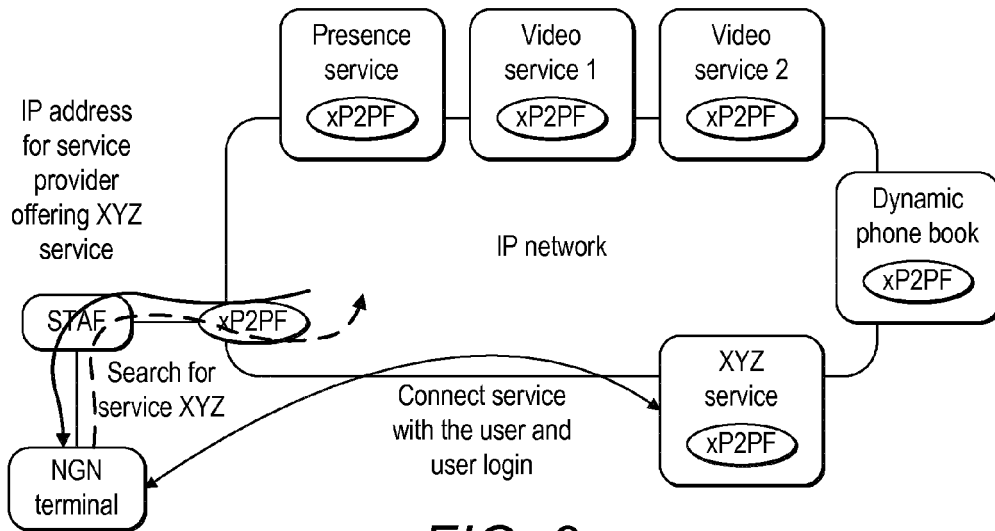 Presence
service
xP2PF
Video
service 1
xP2PF
Video
service 2
xP2PF
IP address
for service
provider
offering XYZ
service
Dynamic
phone book
xP2PF
IP network
STAF
xP2PF
Search for
service XYZ
Connect service
with the user and
user login
XYZ
service
xP2PF
NGN
terminal